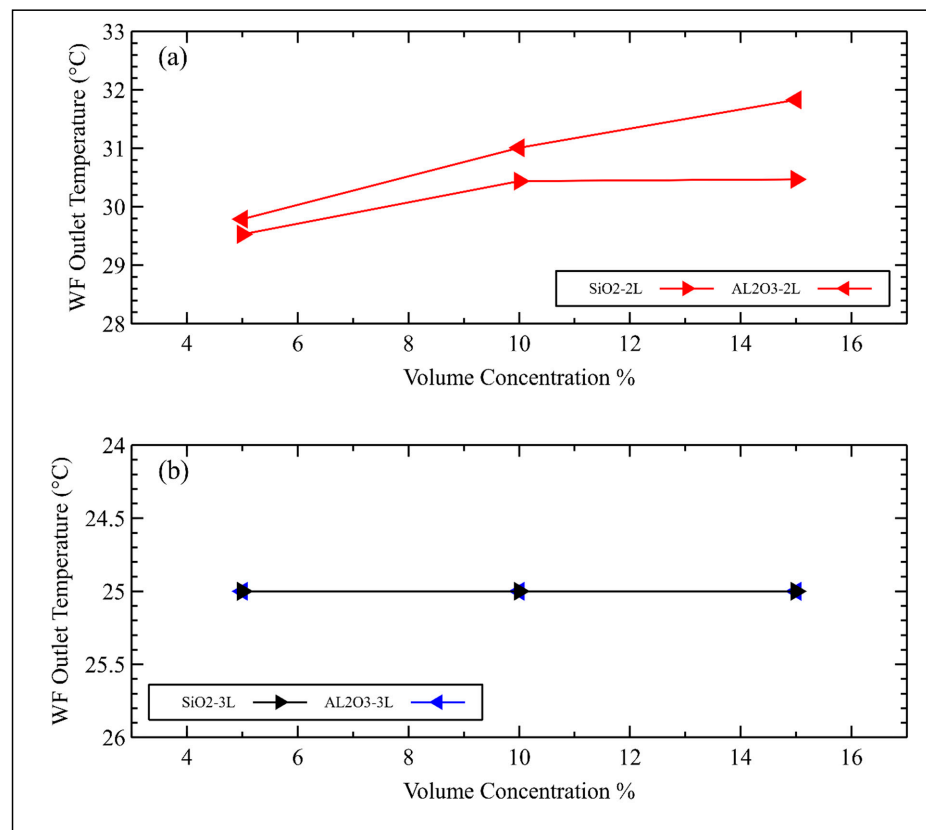 (a)
WF Outlet Temperature (°C)
33
32
31
30
29
28
SiO2-2L AL2O3-2L
4 6 8 10 12 14 16
Volume Concentration %
(b)
WF Outlet Temperature (°C)
24
24.5
25
25.5
26
SiO2-3L AL2O3-3L
4 6 8 10 12 14 16
Volume Concentration %